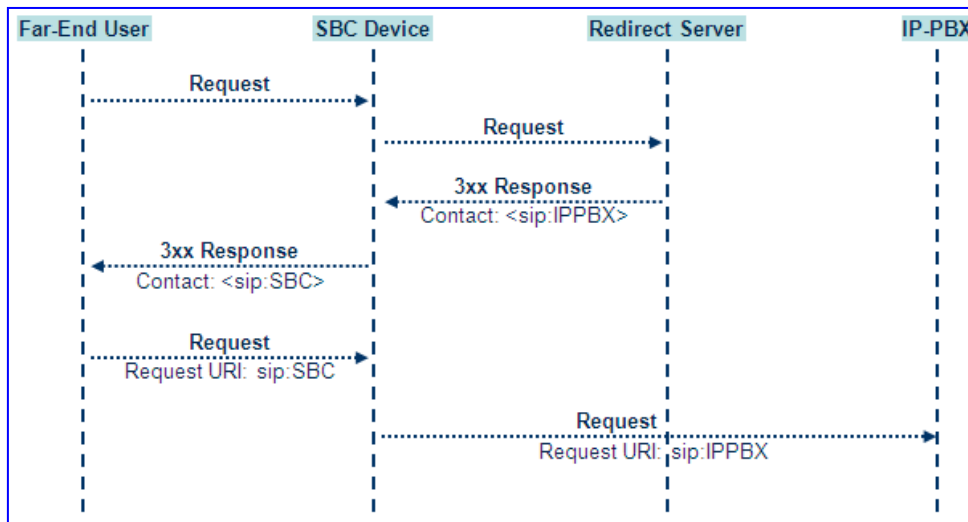 Far-End User SBC Device Redirect Server IP-PBX
Request
Request
3xx Response
Contact: <sip:IPPBX>
3xx Response
Contact: <sip:SBC>
Request
Request URI: sip:SBC
Request
Request URI: sip:IPPBX